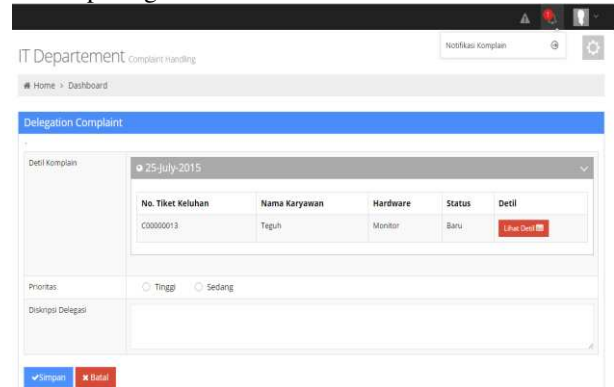 Notifikasi Komplain
IT Departement Complaint Handling
Home > Dashboard
Delegation Complaint
Detil Komplain
25-July-2015
No. Tiket Keluhan Nama Karyawan Hardware Status Detil
C00000013 Teguh Monitor Baru Lihat Detil
Prioritas Tinggi Sedang
Diskripsi Delegasi
Simpan Batal